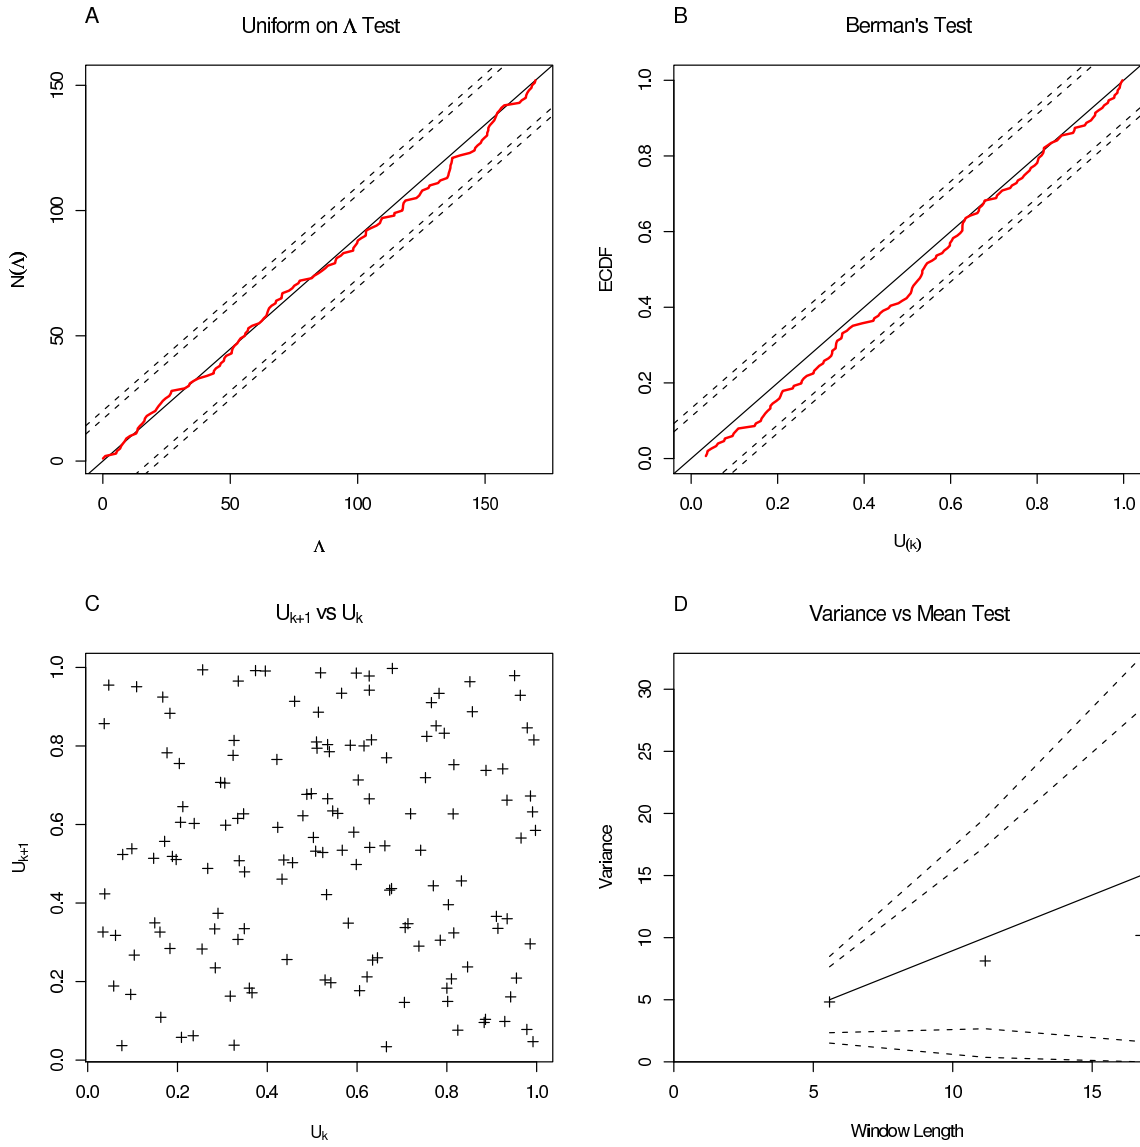 A
Uniform on Λ Test
N(Λ)
150
100
50
0
0 50 100 150
Λ
B
Berman's Test
ECDF
1.0
0.8
0.6
0.4
0.2
0.0
0.0 0.2 0.4 0.6 0.8 1.0
U(k)
C
Uk+1 vs Uk
Uk+1
1.0
0.8
0.6
0.4
0.2
0.0
0.0 0.2 0.4 0.6 0.8 1.0
Uk
D
Variance vs Mean Test
Variance
30
25
20
15
10
5
0
0 5 10 15
Window Length